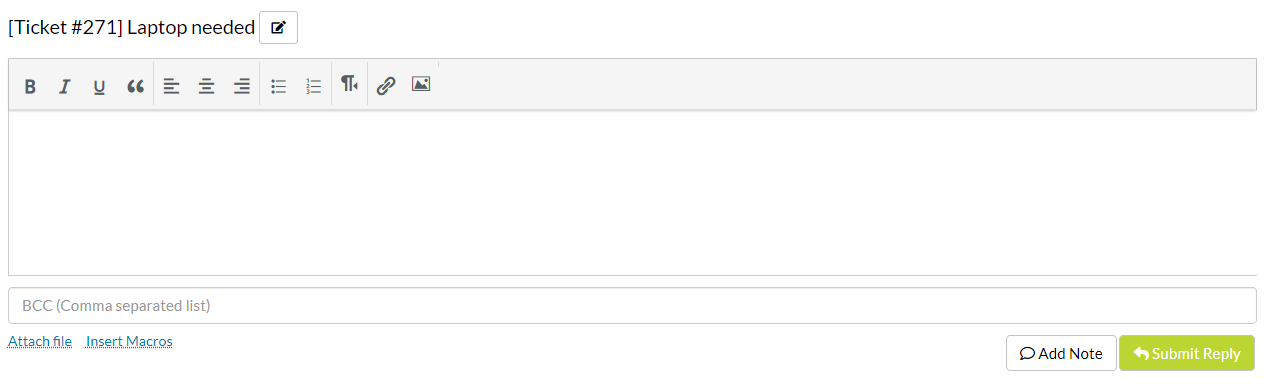 [Ticket #271] Laptop needed
B I U
BCC (Comma separated list)
Attach file Insert Macros
Add Note Submit Reply